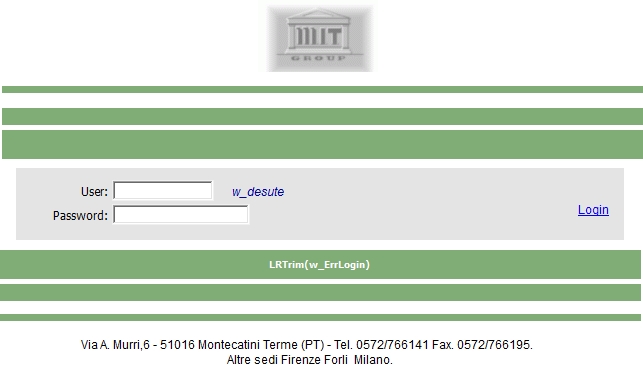 MIT
GROUP
User: w_desute
Password:
Login
LRTrim(w_ErrLogin)
Via A. Murri,6 - 51016 Montecatini Terme (PT) - Tel. 0572/766141 Fax. 0572/766195.
Altre sedi Firenze Forlì Milano.